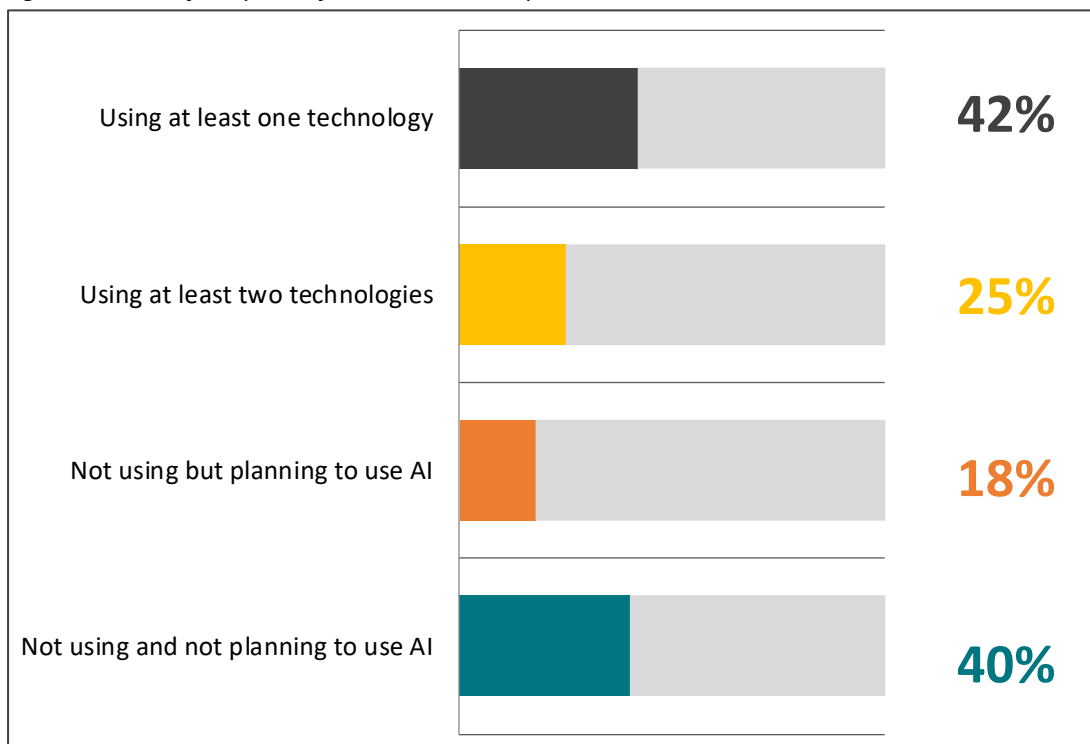 Using at least one technology
42%
Using at least two technologies
25%
Not using but planning to use AI
18%
Not using and not planning to use AI
40%